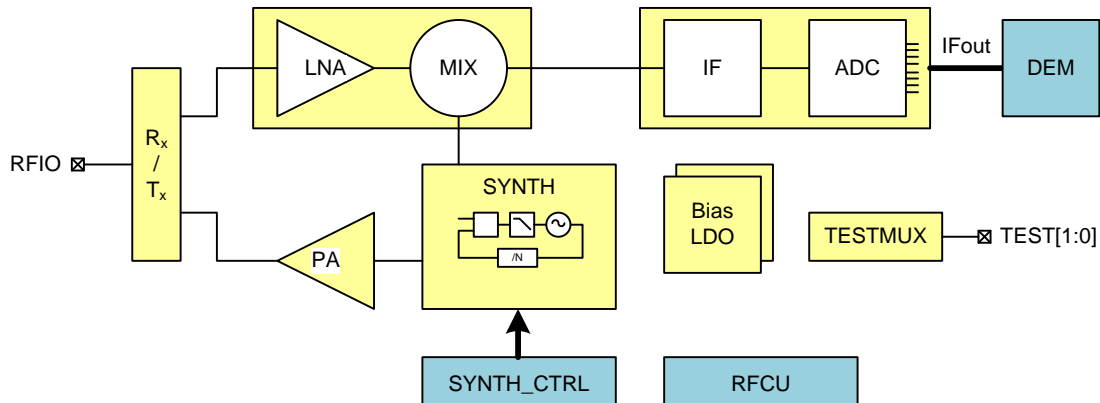 LNA
MIX
IF
ADC
IFout
DEM
RFIO
Rx
/
Tx
SYNTH
/N
PA
Bias
LDO
TESTMUX
TEST[1:0]
SYNTH_CTRL
RFCU